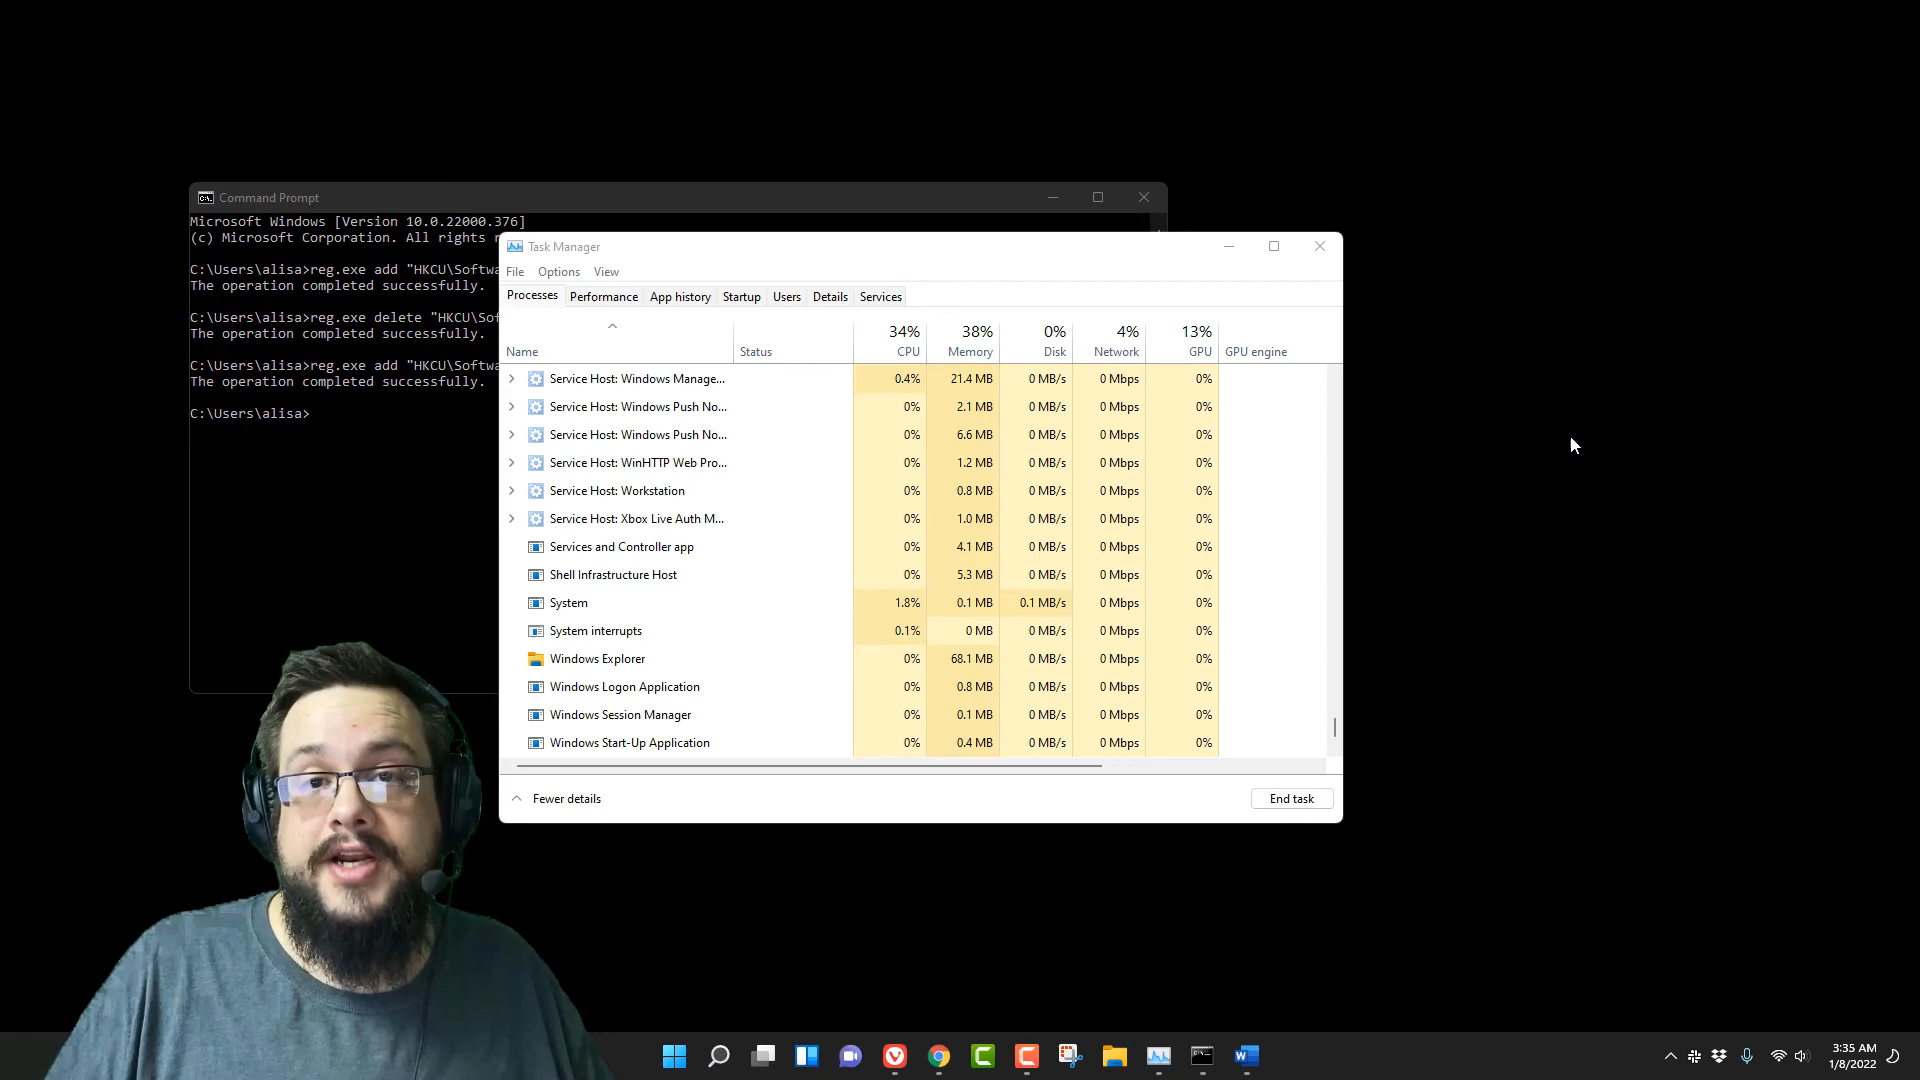 Command Prompt
Microsoft Windows [Version 10.0.22000.376]
(c) Microsoft Corporation. All rights
C:\Users\alisa>reg.exe add "HKCU\Softwa
The operation completed successfully.
C:\Users\alisa>reg.exe delete "HKCU\Sof
The operation completed successfully.
C:\Users\alisa>reg.exe add "HKCU\Softwa
The operation completed successfully.
C:\Users\alisa>
Task Manager
File Options View
Processes Performance App history Startup Users Details Services
34% 38% 0% 4% 13%
Name Status CPU Memory Disk Network GPU GPU engine
Service Host: Windows Manage... 0.4% 21.4 MB 0 MB/s 0 Mbps 0%
Service Host: Windows Push No... 0% 2.1 MB 0 MB/s 0 Mbps 0%
Service Host: Windows Push No... 0% 6.6 MB 0 MB/s 0 Mbps 0%
Service Host: WinHTTP Web Pro... 0% 1.2 MB 0 MB/s 0 Mbps 0%
Service Host: Workstation 0% 0.8 MB 0 MB/s 0 Mbps 0%
Service Host: Xbox Live Auth M... 0% 1.0 MB 0 MB/s 0 Mbps 0%
Services and Controller app 0% 4.1 MB 0 MB/s 0 Mbps 0%
Shell Infrastructure Host 0% 5.3 MB 0 MB/s 0 Mbps 0%
System 1.8% 0.1 MB 0.1 MB/s 0 Mbps 0%
System interrupts 0.1% 0 MB 0 MB/s 0 Mbps 0%
Windows Explorer 0% 68.1 MB 0 MB/s 0 Mbps 0%
Windows Logon Application 0% 0.8 MB 0 MB/s 0 Mbps 0%
Windows Session Manager 0% 0.1 MB 0 MB/s 0 Mbps 0%
Windows Start-Up Application 0% 0.4 MB 0 MB/s 0 Mbps 0%
Fewer details End task
3:35 AM
1/8/2022